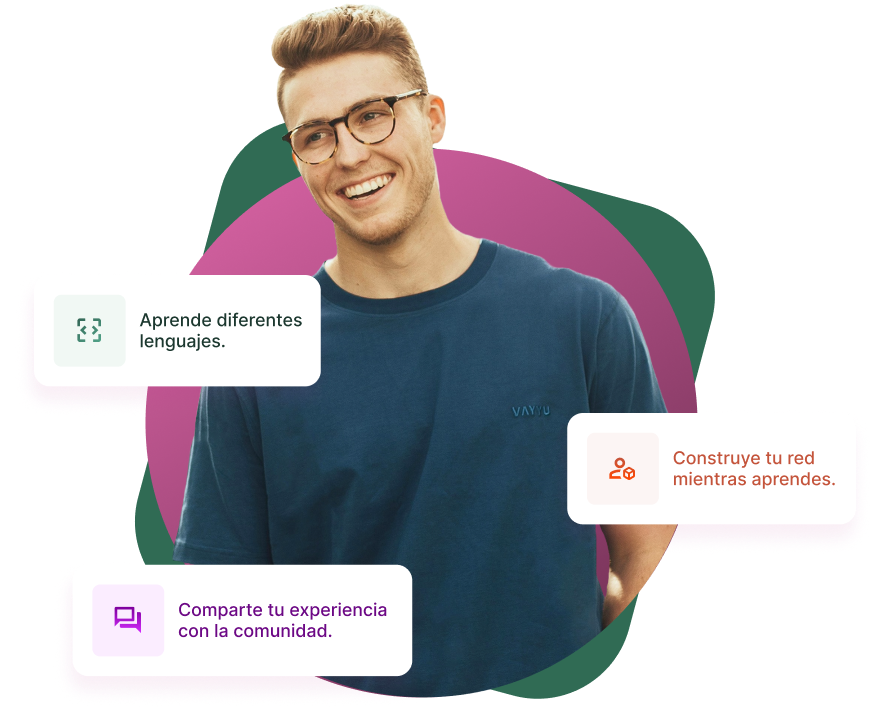 Aprende diferentes
lenguajes.
VAYYU
Construye tu red
mientras aprendes.
Comparte tu experiencia
con la comunidad.